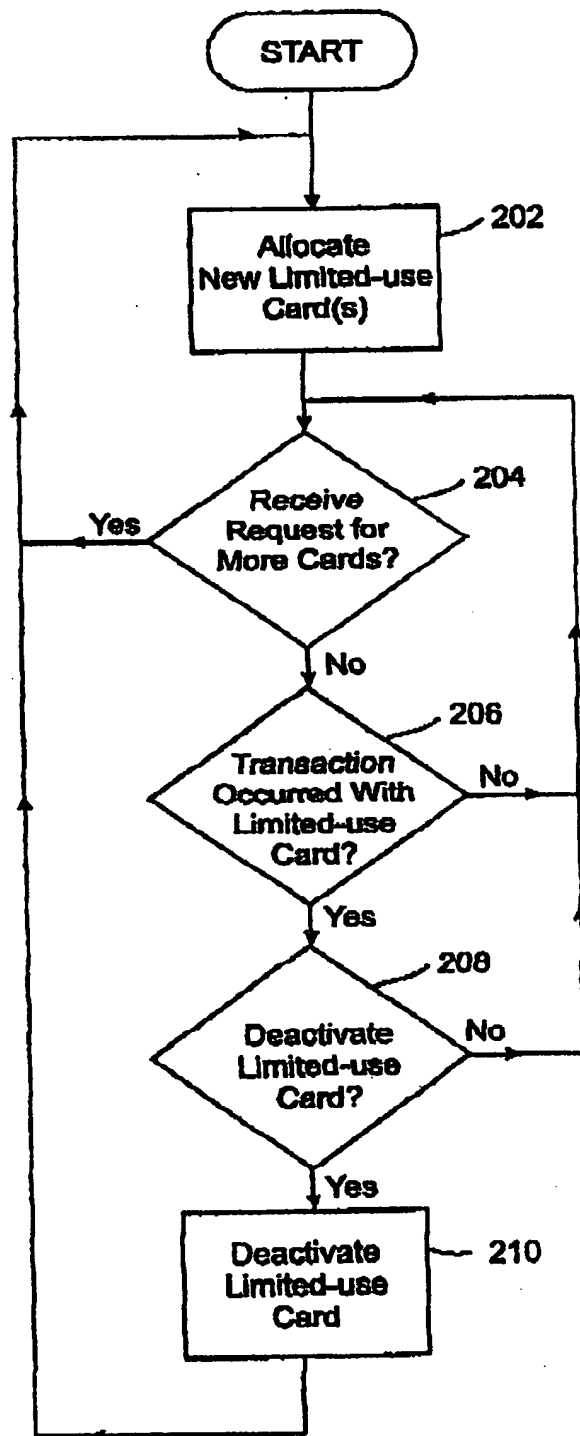 START
202
Allocate
New Limited-use
Card(s)
204
Receive
Request for
More Cards?
Yes
No
206
Transaction
Occurred With
Limited-use
Card?
No
Yes
208
Deactivate
Limited-use
Card?
No
Yes
Deactivate
Limited-use
Card
210